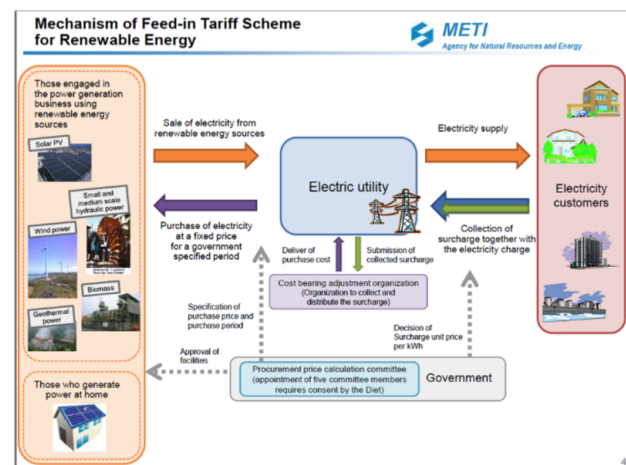 Mechanism of Feed-in Tariff Scheme
for Renewable Energy
METI
Agency for Natural Resources and Energy
Those engaged in
the power generation
business using
renewable energy
sources
Solar PV
Small and
medium scale
hydraulic power
Wind power
Biomass
Geothermal
power
Those who generate
power at home
Sale of electricity from
renewable energy sources
Purchase of electricity
at a fixed price
for a government
specified period
Electric utility
Electricity supply
Collection of
surcharge together with
the electricity charge
Electricity
customers
Deliver of
purchase cost
Submission of
collected surcharge
Cost bearing adjustment organization
(Organization to collect and
distribute the surcharge)
Specification of
purchase price and
purchase period
Approval of
facilities
Decision of
Surcharge unit price
per kWh
Procurement price calculation committee
(appointment of five committee members
requires consent by the Diet)
Government
4